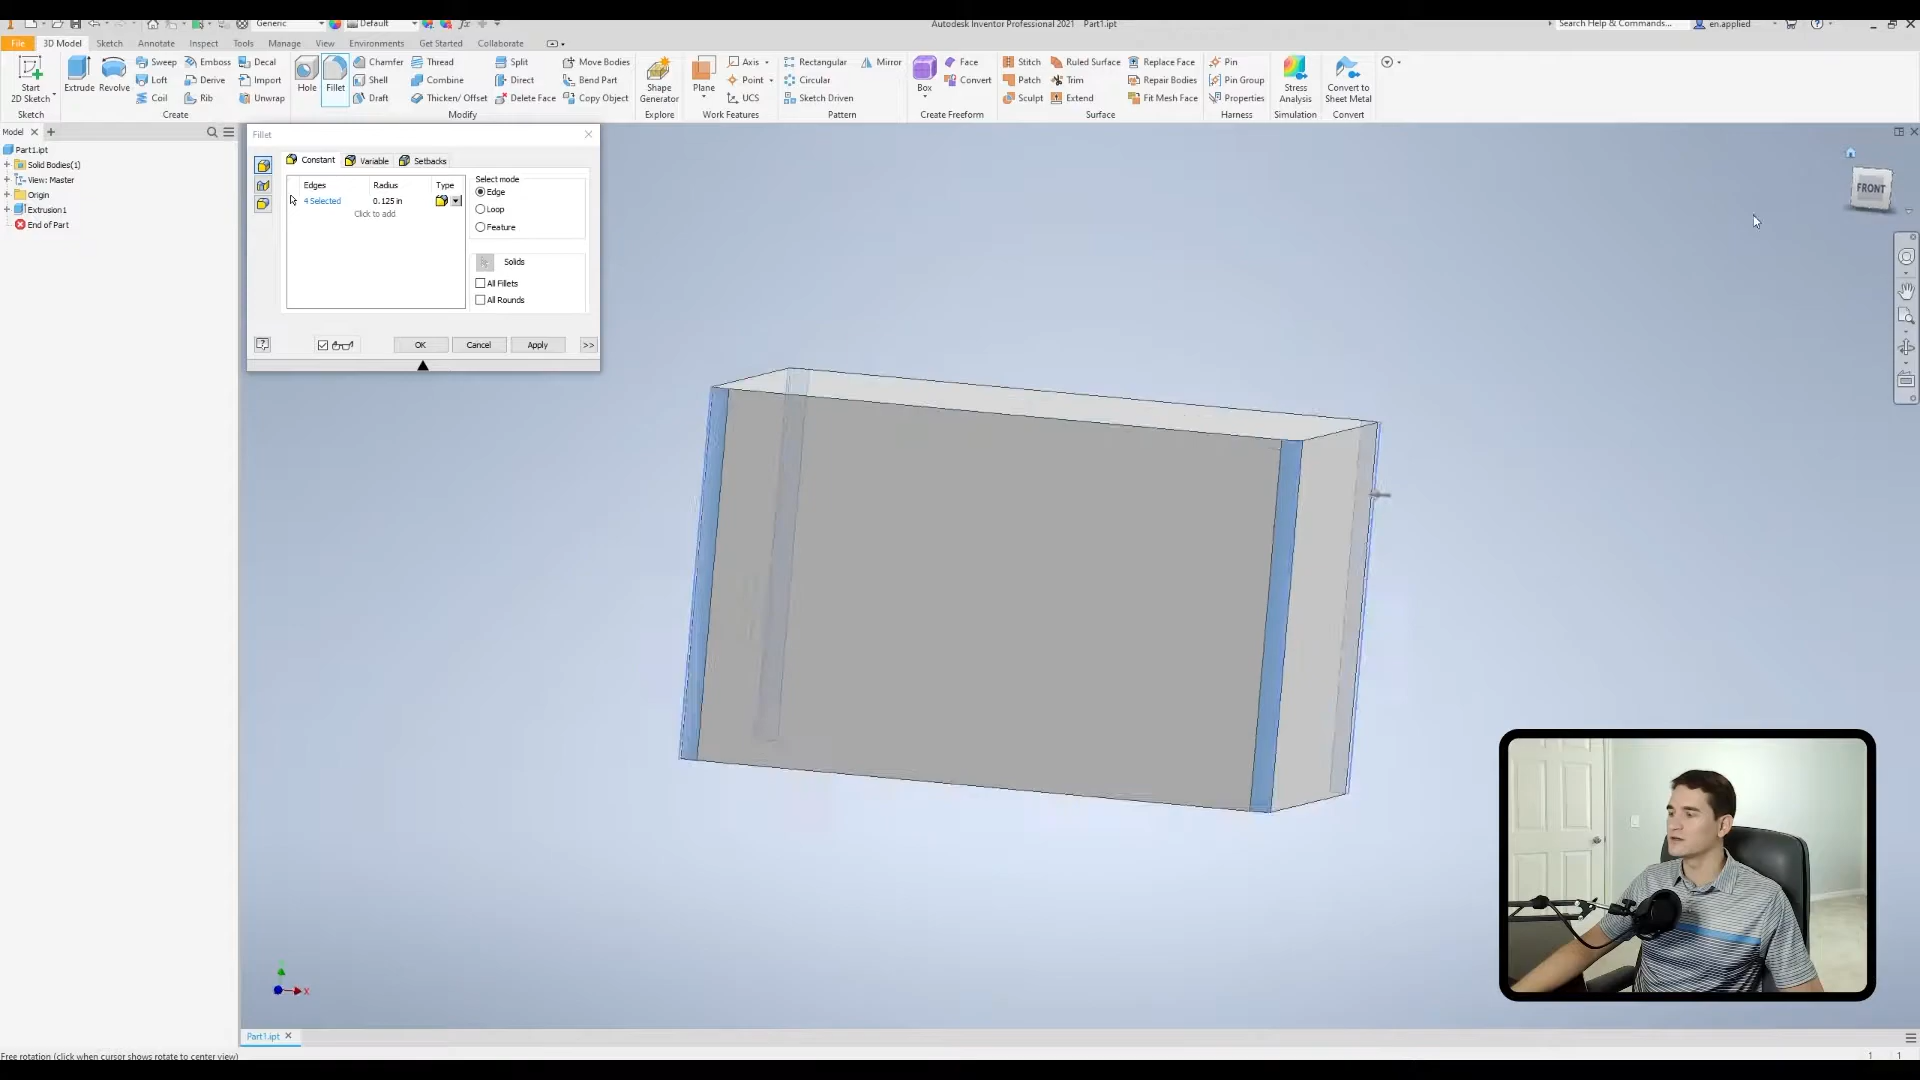 Generic
Default
Autodesk Inventor Professional 2021 Part1.ipt
Search Help & Commands...
en.applied
File 3D Model Sketch Annotate Inspect Tools Manage View Environments Get Started Collaborate
Start
2D Sketch
Extrude
Revolve
Sweep
Loft
Coil
Emboss
Derive
Rib
Decal
Import
Unwrap
Hole
Fillet
Chamfer
Shell
Draft
Thread
Combine
Thicken/ Offset
Split
Direct
Delete Face
Move Bodies
Bend Part
Copy Object
Shape
Generator
Plane
Axis
Point
UCS
Rectangular
Circular
Sketch Driven
Mirror
Box
Face
Convert
Stitch
Patch
Sculpt
Ruled Surface
Trim
Extend
Replace Face
Repair Bodies
Fit Mesh Face
Pin
Pin Group
Properties
Stress
Analysis
Convert to
Sheet Metal
Sketch Create Modify Explore Work Features Pattern Create Freeform Surface Harness Simulation Convert
Model
Part1.ipt
Solid Bodies(1)
View: Master
Origin
Extrusion1
End of Part
Fillet
Constant Variable Setbacks
Edges Radius Type
4 Selected 0.125 in
Click to add
Select mode
Edge
Loop
Feature
Solids
All Fillets
All Rounds
OK Cancel Apply >>
FRONT
X
Part1.ipt
Free rotation (click when cursor shows rotate to center view)
1 1